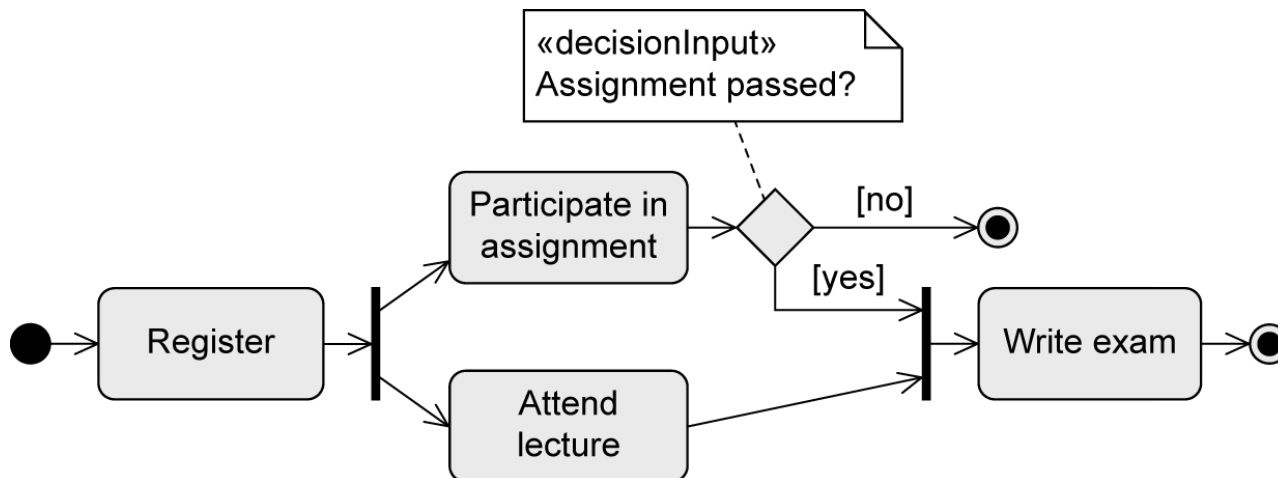 «decisionInput»
Assignment passed?
Participate in
assignment
[no]
[yes]
Register
Write exam
Attend
lecture